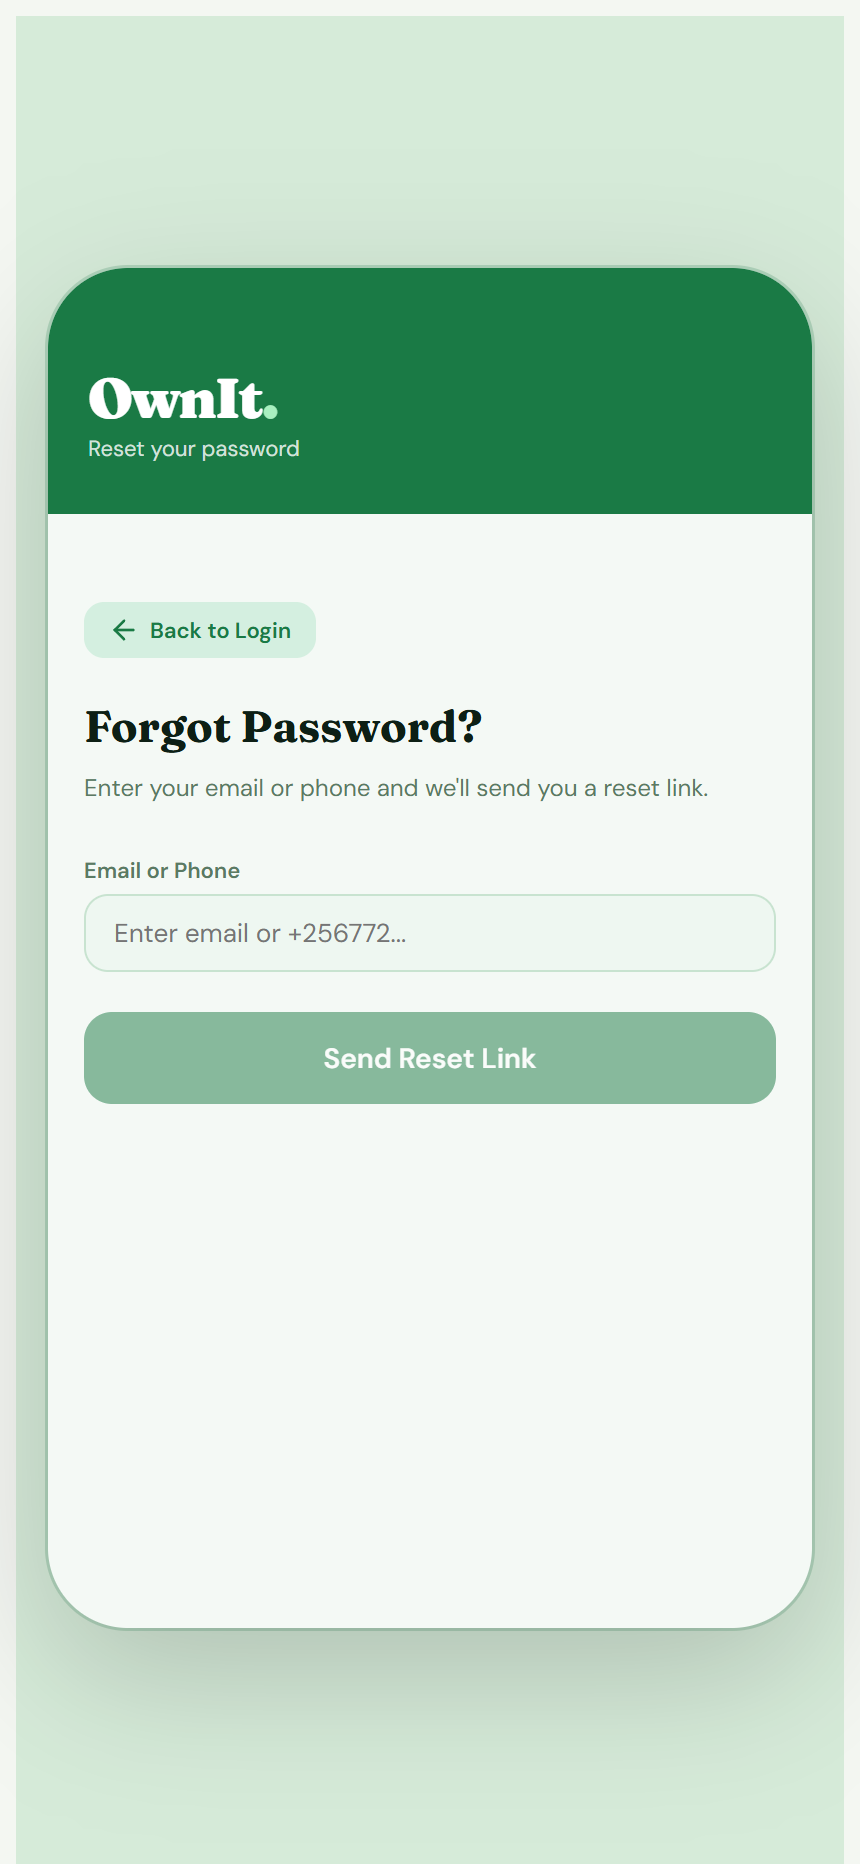 OwnIt.
Reset your password
Back to Login
Forgot Password?
Enter your email or phone and we'll send you a reset link.
Email or Phone
Enter email or +256772...
Send Reset Link